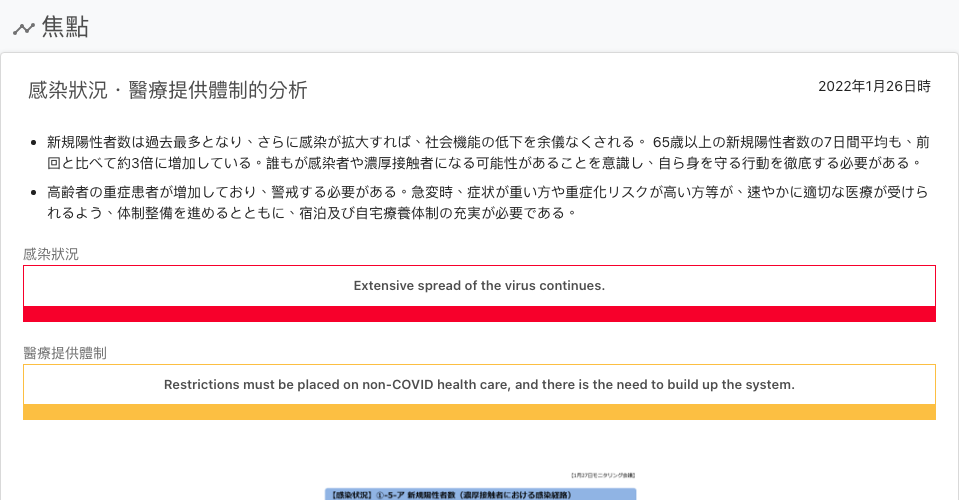 焦點
感染狀況・醫療提供體制的分析
2022年1月26日時
新規陽性者数は過去最多となり、さらに感染が拡大すれば、社会機能の低下を余儀なくされる。 65歳以上の新規陽性者数の7日間平均も、前
回と比べて約3倍に増加している。誰もが感染者や濃厚接触者になる可能性があることを意識し、自ら身を守る行動を徹底する必要がある。
高齢者の重症患者が増加しており、警戒する必要がある。急変時、症状が重い方や重症化リスクが高い方等が、速やかに適切な医療が受けら
れるよう、体制整備を進めるとともに、宿泊及び自宅療養体制の充実が必要である。
感染狀況
Extensive spread of the virus continues.
醫療提供體制
Restrictions must be placed on non-COVID health care, and there is the need to build up the system.
【1月27日モニタリング会議】
【感染状況】①-5-ア 新規陽性者数（濃厚接触者における感染経路）